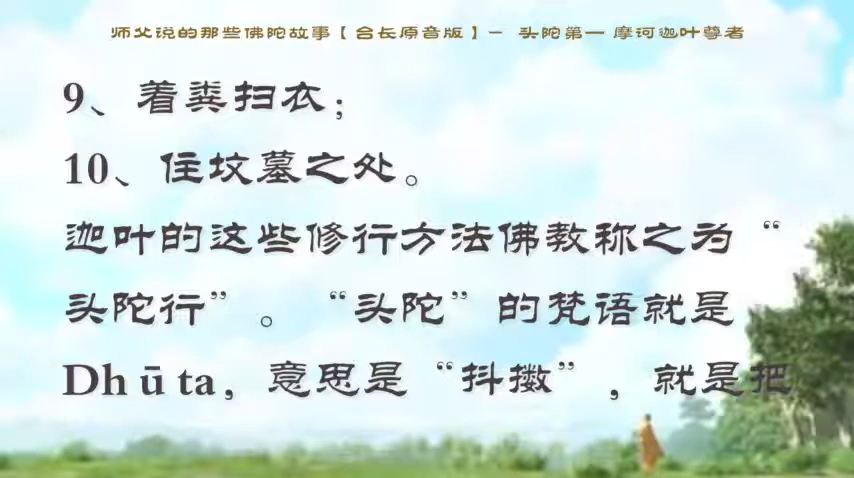 师父说的那些佛陀故事【会长原音版】- 头陀第一 摩诃迦叶尊者
9、着粪扫衣；
10、住坟墓之处。
迦叶的这些修行方法佛教称之为“
头陀行”。“头陀”的梵语就是
Dhūta，意思是“抖擞”，就是把